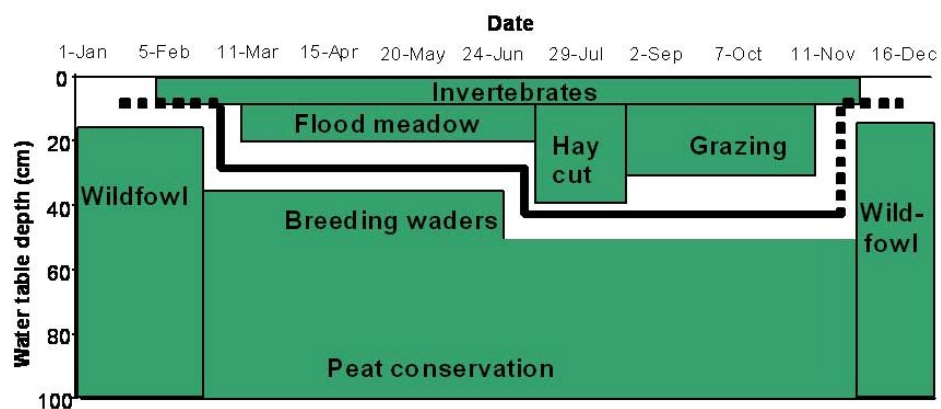 Date
1-Jan 5-Feb 11-Mar 15-Apr 20-May 24-Jun 29-Jul 2-Sep 7-Oct 11-Nov 16-Dec
Water table depth (cm)
0
20
40
60
80
100
Invertebrates
Flood meadow
Hay
cut
Grazing
Wildfowl
Breeding waders
Wild-
fowl
Peat conservation